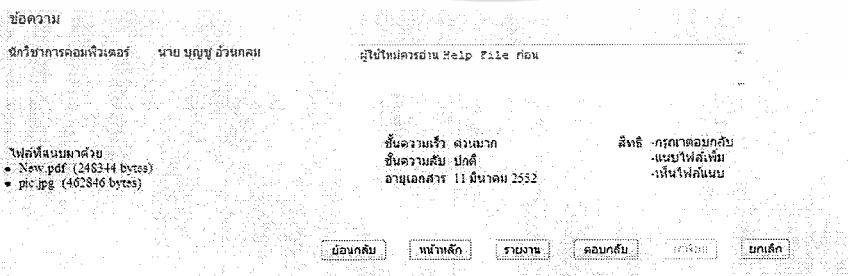 ข้อความ
นักวิชาการคอมพิวเตอร์ นาย บุญชู อ้วนกลม
ผู้ใช้ใหม่ควรอ่าน Help File ก่อน
ไฟล์ที่แนบมาด้วย
• New.pdf (248344 bytes)
• pic.jpg (462846 bytes)
ชั้นความเร็ว ด่วนมาก
ชั้นความลับ ปกติ
อายุเอกสาร 11 มีนาคม 2552
สิทธิ -กรุณาตอบกลับ
-แนบไฟล์เพิ่ม
-เห็นไฟล์แนบ
ย้อนกลับ หน้าหลัก รายงาน ตอบกลับ ยกเลิก